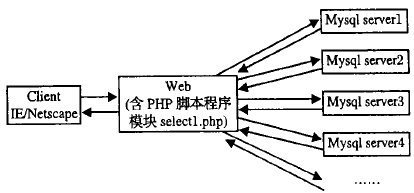 Client
IE/Netscape
Web
(含 PHP 脚本程序
模块 select1.php)
Mysql server1
Mysql server2
Mysql server3
Mysql server4
……